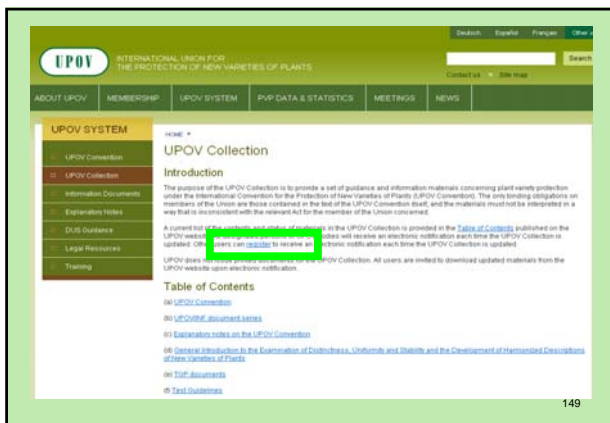 Deutsch Español Français Other
UPOV
INTERNATIONAL UNION FOR
THE PROTECTION OF NEW VARIETIES OF PLANTS
Search
Contact us Site map
ABOUT UPOV MEMBERSHIP UPOV SYSTEM PVP DATA & STATISTICS MEETINGS NEWS
UPOV SYSTEM
UPOV Convention
UPOV Collection
Information Documents
Explanatory Notes
DUS Guidance
Legal Resources
Training
HOME
UPOV Collection
Introduction
The purpose of the UPOV Collection is to provide a set of guidance and information materials concerning plant variety protection
under the International Convention for the Protection of New Varieties of Plants (UPOV Convention). The only binding obligations on
members of the Union are those contained in the text of the UPOV Convention itself, and the materials must not be interpreted in a
way that is inconsistent with the relevant Act for the member of the Union concerned.
A current list of the contents and status of materials in the UPOV Collection is provided in the Table of Contents published on the
UPOV website will receive an electronic notification each time the UPOV Collection is
updated. Other users can register to receive an electronic notification each time the UPOV Collection is updated.
UPOV does not issue printed documents for the UPOV Collection. All users are invited to download updated materials from the
UPOV website upon electronic notification.
Table of Contents
(a) UPOV Convention
(b) UPOV/INF document series
(c) Explanatory notes on the UPOV Convention
(d) General Introduction to the Examination of Distinctness, Uniformity and Stability and the Development of Harmonized Descriptions
of New Varieties of Plants
(e) TGP documents
(f) Test Guidelines
149